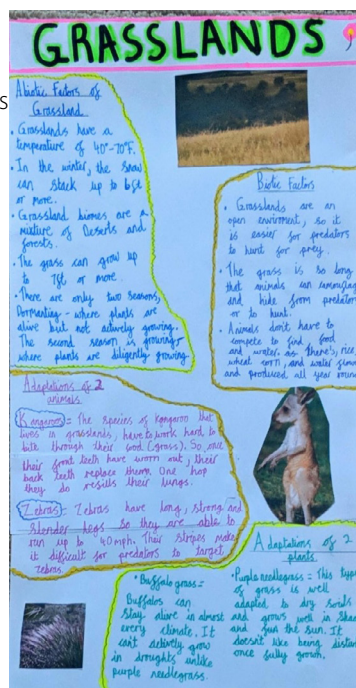 GRASSLANDS
S
Abiotic Factors of
Grassland
• Grasslands have a
temperature of 40°-70°F.
• In the winter, the snow
can stack up to 6ft
or more.
• Grassland biomes are a
mixture of Deserts and
forests.
• The grass can grow up
to 7ft or more.
• There are only two seasons,
Dormanting - where plants are
alive but not actively growing.
The second season is growing -
where plants are diligently growing.
Biotic Factors
• Grasslands are an
open enviroment, so it
is easier for predators
to hunt for prey.
• The grass is so long
that animals can
and hide from predators
or to hunt.
• Animals don't have to
compete to find food
and water as there's, rice,
wheat corn, and water
and produced all year
Adaptations of 2
animals.
Kangaroos = The species of Kangaroo that
lives in grasslands, have to work hard to
bite through their food (grass). So, once
their front teeth have worn out, their
back teeth replace them. One hop
they do refills their lungs.
Zebras = Zebras have long, strong and
slender legs so they are able to
run up to 40mph. Their stripes make
it difficult for predators to target
zebras.
Adaptations of 2
plants.
• Buffalo grass =
Buffalos can
stay alive in almost
every climate. It
can't actively grow
in droughts unlike
purple needlegrass.
• Purple needlegrass = This type
of grass is well
adapted to dry soils
and grows well in shade
and sun the sun. It
doesn't like being
once fully grown.